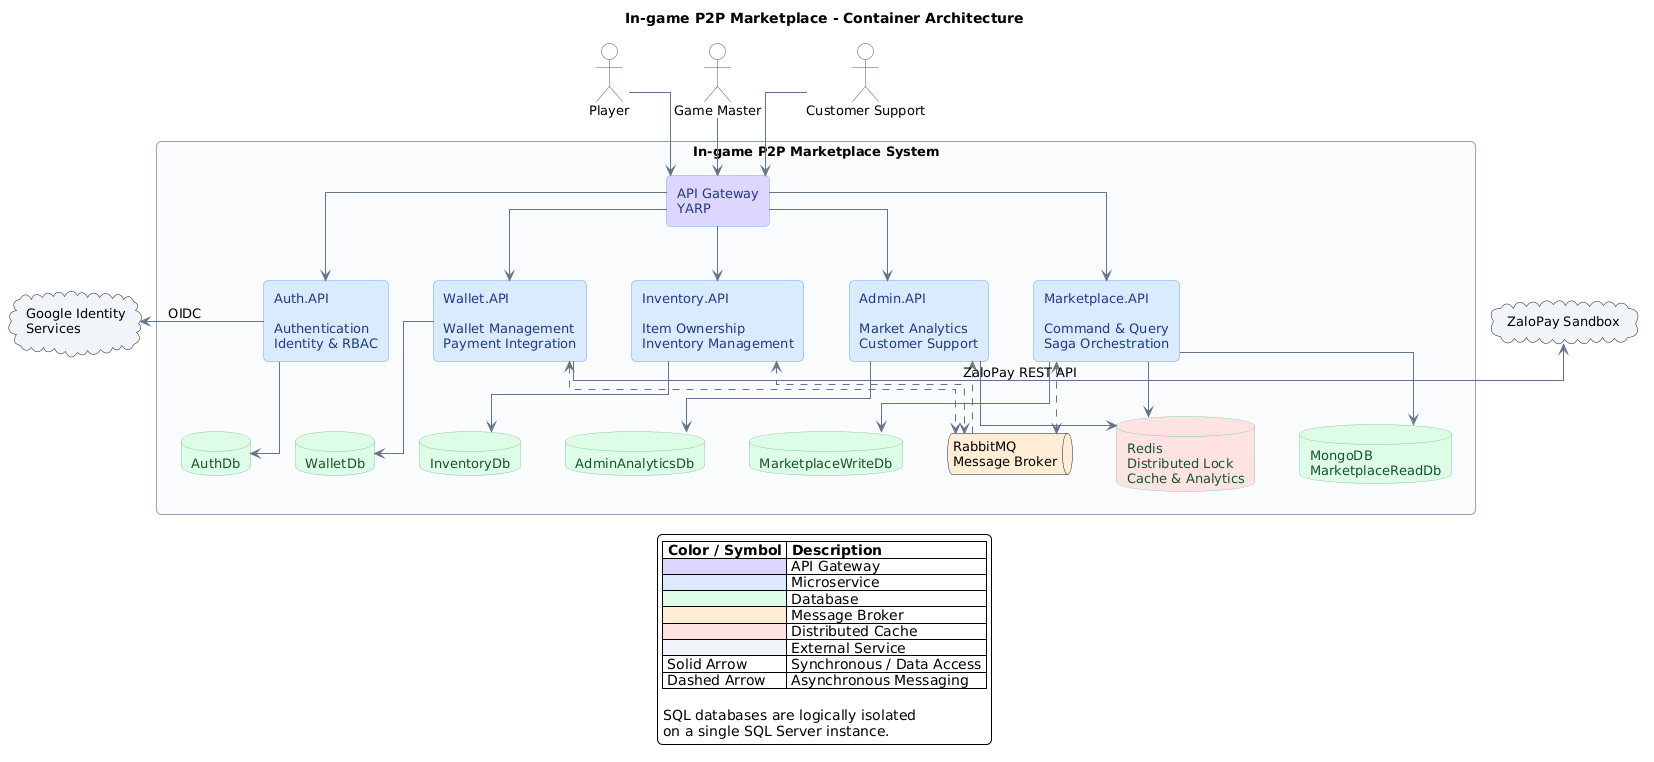 In-game P2P Marketplace - Container Architecture
Player
Game Master
Customer Support
In-game P2P Marketplace System
API Gateway
YARP
Google Identity
Services
OIDC
Auth.API
Authentication
Identity & RBAC
Wallet.API
Wallet Management
Payment Integration
Inventory.API
Item Ownership
Inventory Management
Admin.API
Market Analytics
Customer Support
Marketplace.API
Command & Query
Saga Orchestration
ZaloPay Sandbox
ZaloPay REST API
AuthDb
WalletDb
InventoryDb
AdminAnalyticsDb
MarketplaceWriteDb
RabbitMQ
Message Broker
Redis
Distributed Lock
Cache & Analytics
MongoDB
MarketplaceReadDb
Color / Symbol Description
API Gateway
Microservice
Database
Message Broker
Distributed Cache
External Service
Solid Arrow Synchronous / Data Access
Dashed Arrow Asynchronous Messaging
SQL databases are logically isolated
on a single SQL Server instance.